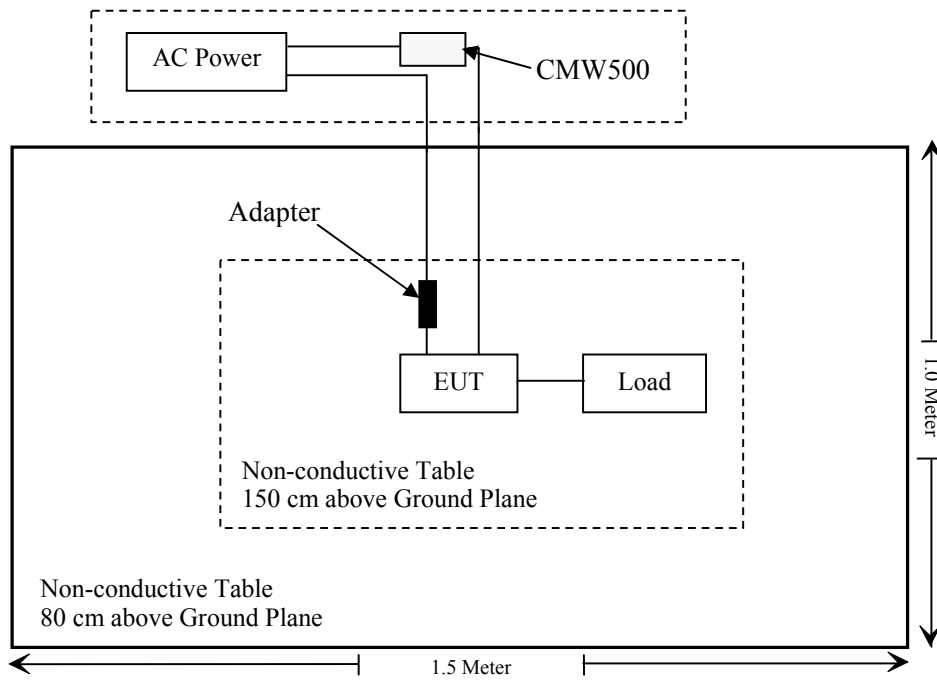 AC Power
CMW500
Adapter
EUT
Load
Non-conductive Table
150 cm above Ground Plane
Non-conductive Table
80 cm above Ground Plane
1.0 Meter
1.5 Meter